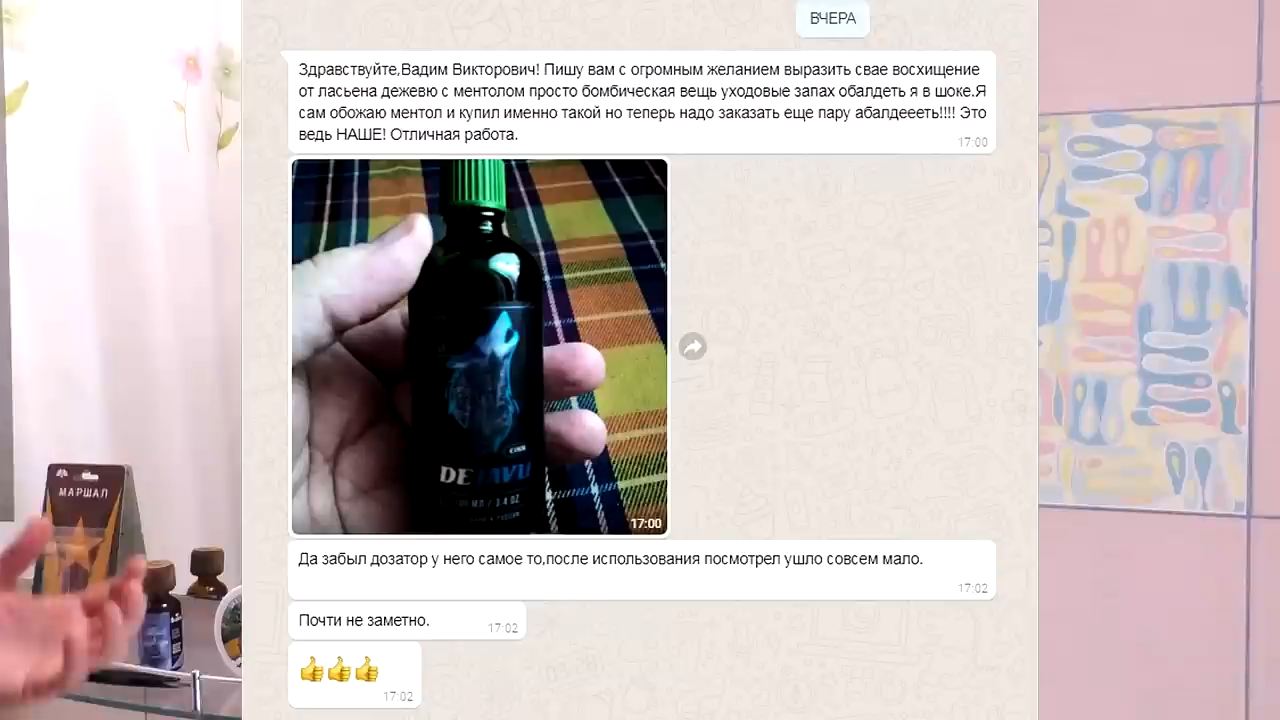 ВЧЕРА
Здравствуйте,Вадим Викторович! Пишу вам с огромным желанием выразить свае восхищение
от ласьена дежевю с ментолом просто бомбическая вещь уходовые запах обалдеть я в шоке.Я
сам обожаю ментол и купил именно такой но теперь надо заказать еще пару абалдеееть!!!! Это
ведь НАШЕ! Отличная работа.
17:00
DEJAVU
17:00
Да забыл дозатор у него самое то,после использования посмотрел ушло совсем мало.
17:02
Почти не заметно.
17:02
17:02
МАРШАЛ